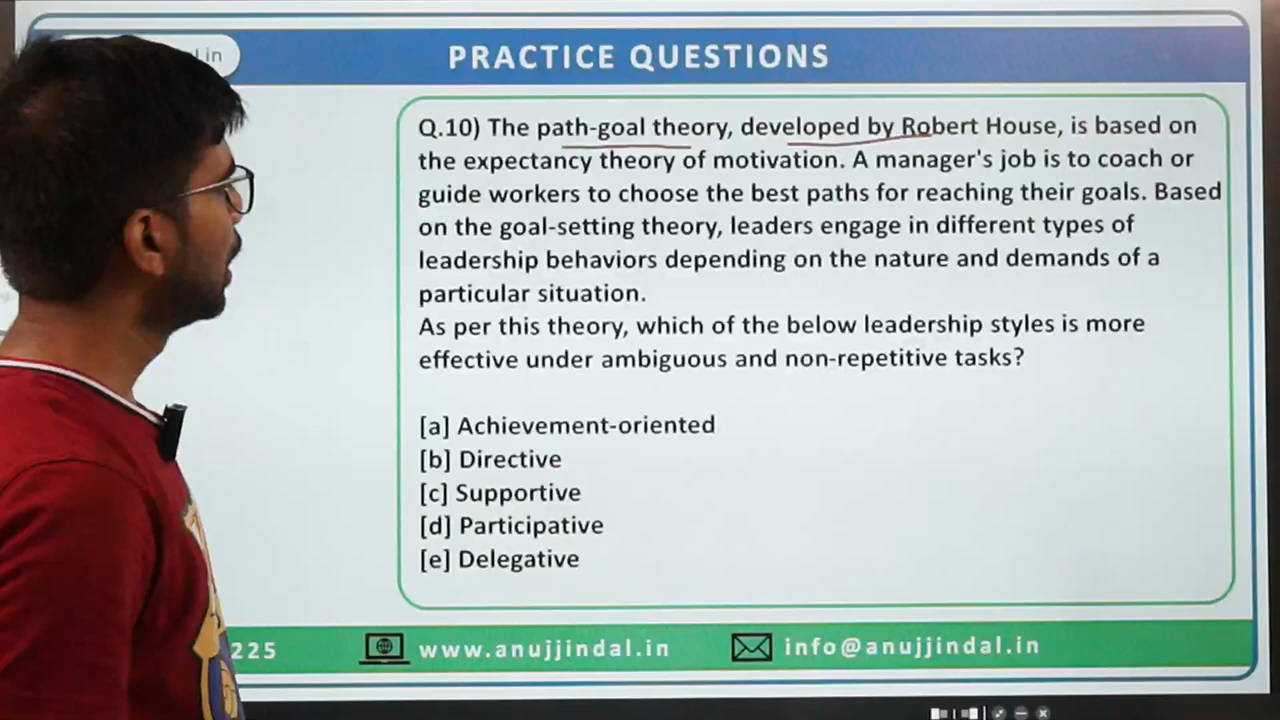 .in
PRACTICE QUESTIONS
Q.10) The path-goal theory, developed by Robert House, is based on
the expectancy theory of motivation. A manager's job is to coach or
guide workers to choose the best paths for reaching their goals. Based
on the goal-setting theory, leaders engage in different types of
leadership behaviors depending on the nature and demands of a
particular situation.
As per this theory, which of the below leadership styles is more
effective under ambiguous and non-repetitive tasks?
[a] Achievement-oriented
[b] Directive
[c] Supportive
[d] Participative
[e] Delegative
225
www.anujjindal.in
info@anujjindal.in